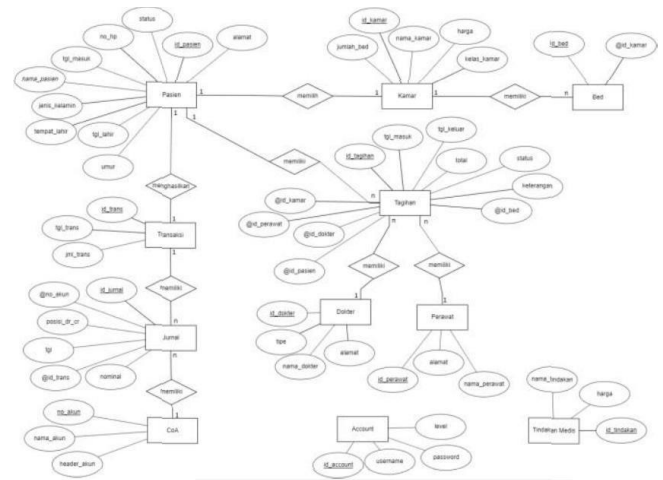 status
no_hp
id_pasien
alamat
tgl_masuk
nama_pasien
jenis_kelamin
tempat_lahir
tgl_lahir
umur
Pasien
1
1
1
memilih
1
id_kamar
jumlah_bed
nama_kamar
harga
kelas_kamar
Kamar
1
memiliki
n
id_bed
@id_kamar
Bed
memiliki
n
tgl_masuk
tgl_keluar
id_tagihan
total
status
keterangan
@id_bed
@id_kamar
@id_perawat
@id_dokter
@id_pasien
Tagihan
n
n
menghasilkan
1
id_trans
tgl_trans
jml_trans
Transaksi
1
memiliki
n
@no_akun
id_jurnal
posisi_dr_cr
tgl
@id_trans
nominal
Jurnal
n
memiliki
1
no_akun
nama_akun
header_akun
CoA
memiliki
1
id_dokter
tipe
nama_dokter
alamat
Dokter
memiliki
1
Perawat
id_perawat
alamat
nama_perawat
Account
level
password
username
id_account
nama_tindakan
harga
id_tindakan
Tindakan Medis